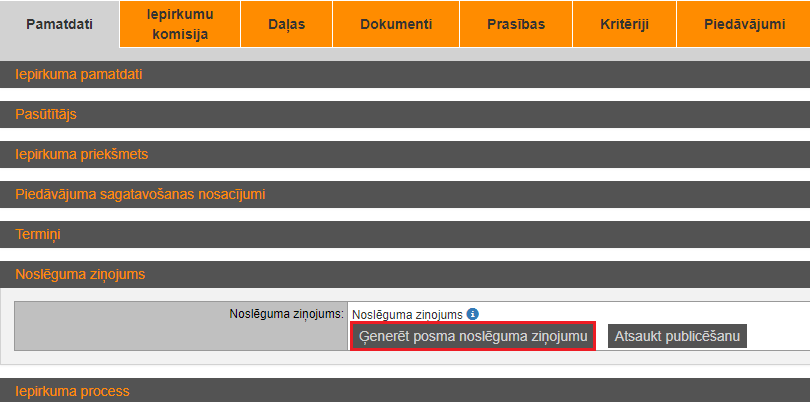 Pamatdati
Iepirkumu
komisija
Daļas
Dokumenti
Prasības
Kritēriji
Piedāvājumi
Iepirkuma pamatdati
Pasūtītājs
Iepirkuma priekšmets
Piedāvājuma sagatavošanas nosacījumi
Termiņi
Noslēguma ziņojums
Noslēguma ziņojums: Noslēguma ziņojums
Ģenerēt posma noslēguma ziņojumu Atsaukt publicēšanu
Iepirkuma process